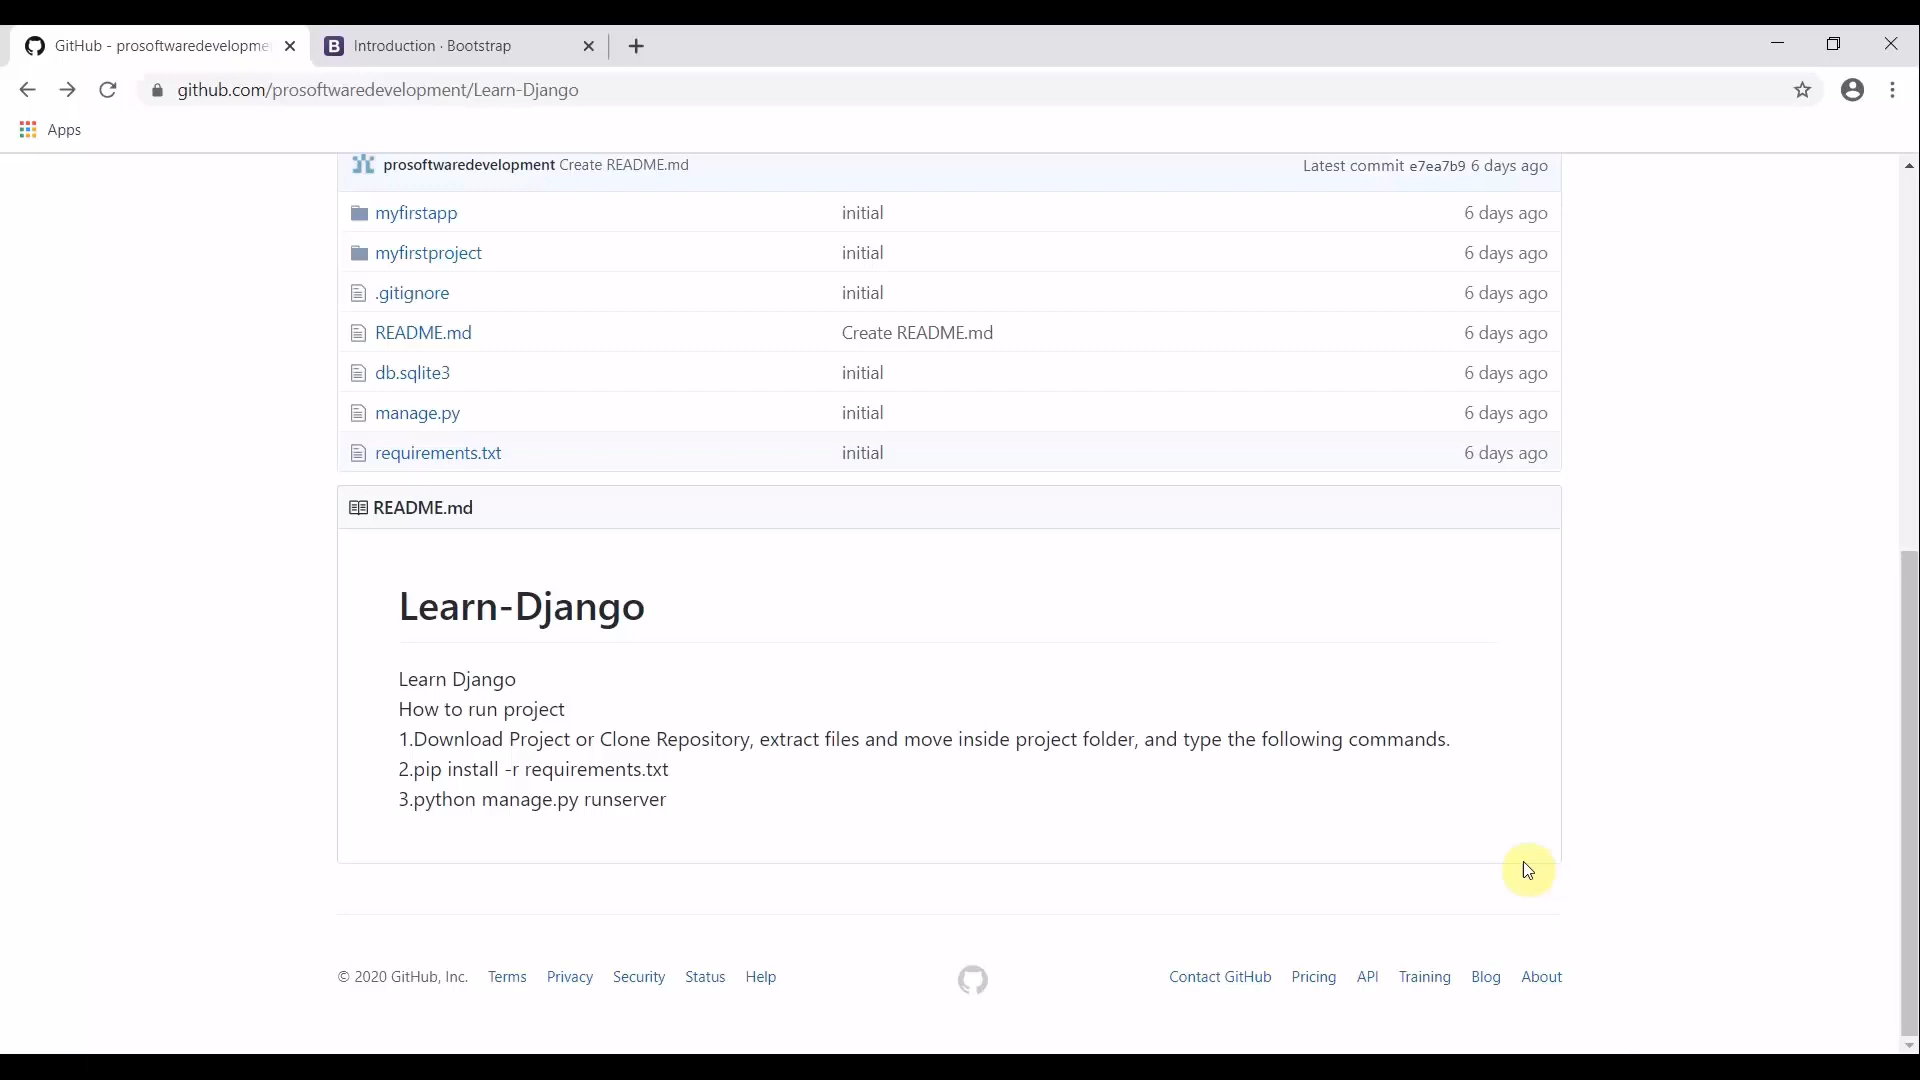 GitHub - prosoftwaredevelopme
B Introduction · Bootstrap
github.com/prosoftwaredevelopment/Learn-Django
Apps
prosoftwaredevelopment Create README.md Latest commit e7ea7b9 6 days ago
myfirstapp initial 6 days ago
myfirstproject initial 6 days ago
.gitignore initial 6 days ago
README.md Create README.md 6 days ago
db.sqlite3 initial 6 days ago
manage.py initial 6 days ago
requirements.txt initial 6 days ago
README.md
Learn-Django
Learn Django
How to run project
1.Download Project or Clone Repository, extract files and move inside project folder, and type the following commands.
2.pip install -r requirements.txt
3.python manage.py runserver
© 2020 GitHub, Inc. Terms Privacy Security Status Help Contact GitHub Pricing API Training Blog About